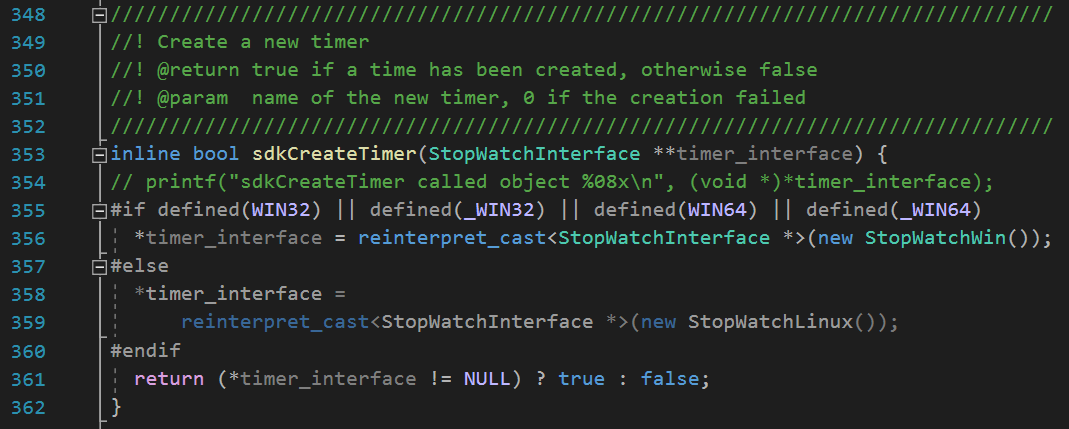 348 ////////////////////////////////////////////////////////////////////////////////
349 //! Create a new timer
350 //! @return true if a time has been created, otherwise false
351 //! @param  name of the new timer, 0 if the creation failed
352 ////////////////////////////////////////////////////////////////////////////////
353 inline bool sdkCreateTimer(StopWatchInterface **timer_interface) {
354 // printf("sdkCreateTimer called object %08x\n", (void *)*timer_interface);
355 #if defined(WIN32) || defined(_WIN32) || defined(WIN64) || defined(_WIN64)
356   *timer_interface = reinterpret_cast<StopWatchInterface *>(new StopWatchWin());
357 #else
358   *timer_interface =
359       reinterpret_cast<StopWatchInterface *>(new StopWatchLinux());
360 #endif
361   return (*timer_interface != NULL) ? true : false;
362 }